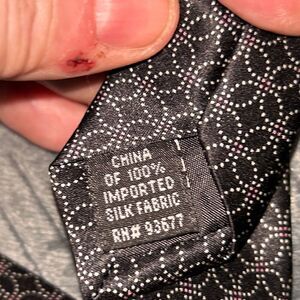 CHINA
OF 100%
IMPORTED
SILK FABRIC
RN# 93677